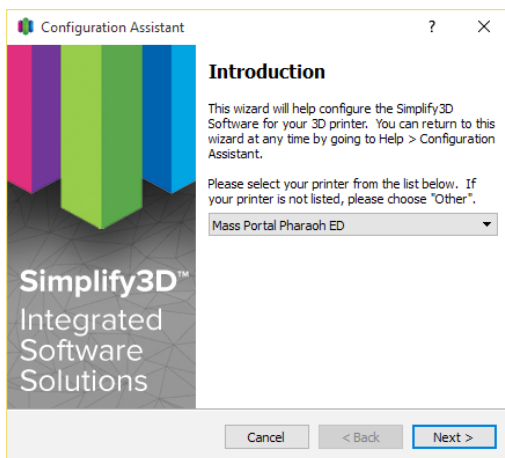 Configuration Assistant
?
Introduction
This wizard will help configure the Simplify3D
Software for your 3D printer. You can return to this
wizard at any time by going to Help > Configuration
Assistant.
Please select your printer from the list below. If
your printer is not listed, please choose "Other".
Mass Portal Pharaoh ED
Simplify3D™
Integrated
Software
Solutions
Cancel
< Back
Next >